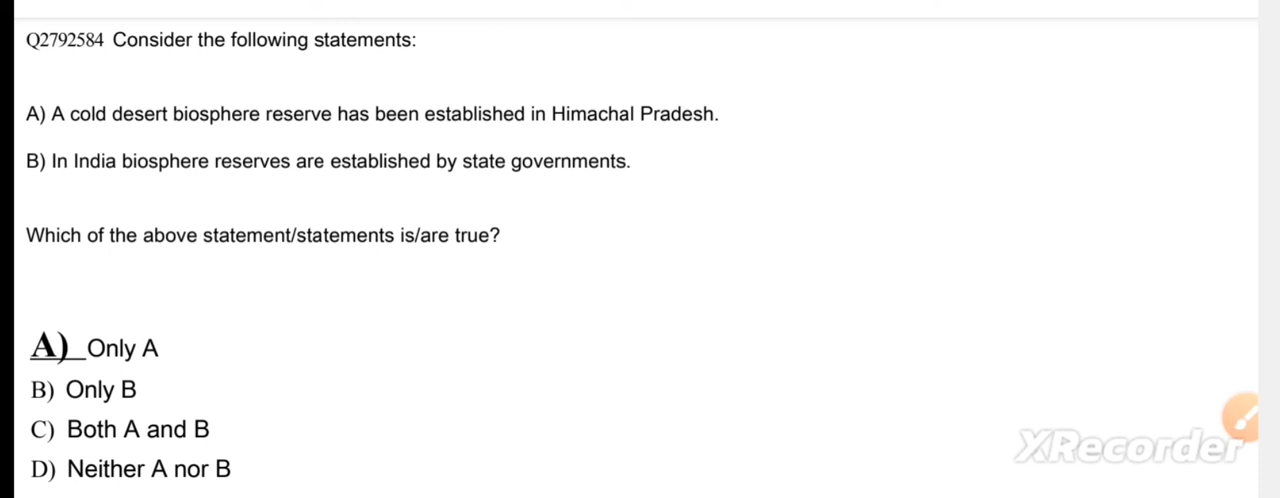 Q2792584 Consider the following statements:
A) A cold desert biosphere reserve has been established in Himachal Pradesh.
B) In India biosphere reserves are established by state governments.
Which of the above statement/statements is/are true?
A) Only A
B) Only B
C) Both A and B
D) Neither A nor B
XRecorder